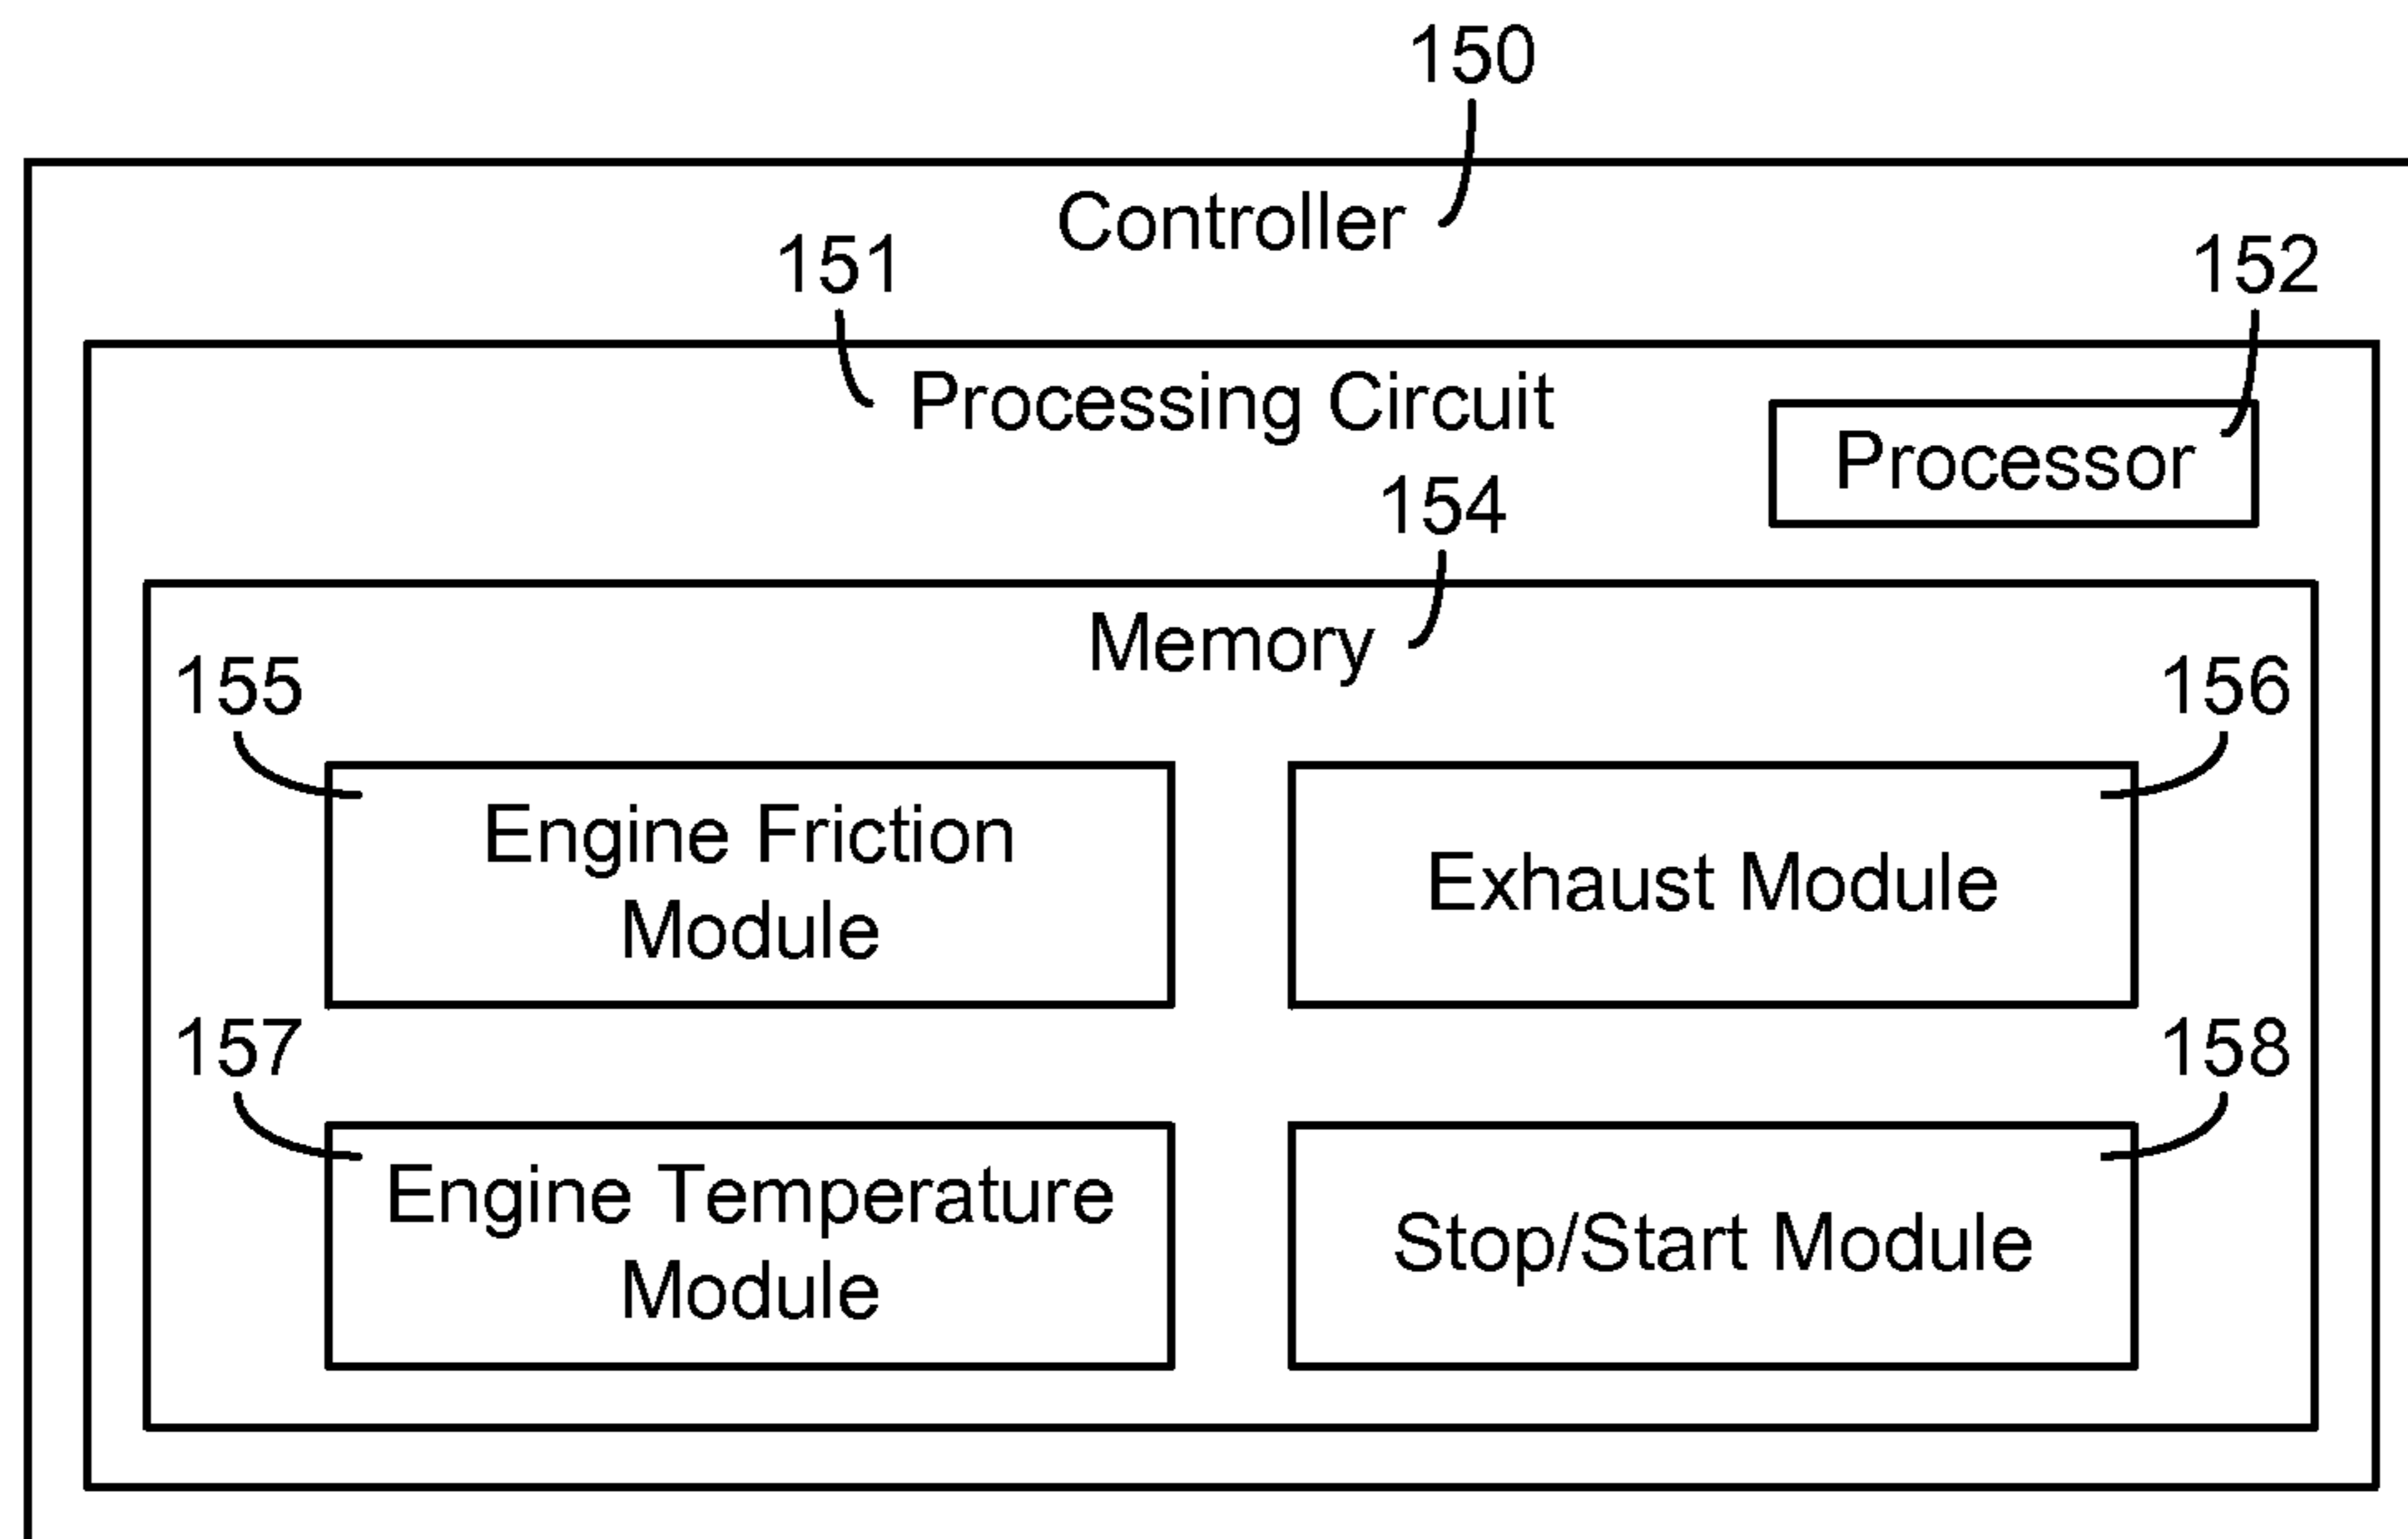 150
Controller
151
152
Processing Circuit
Processor
154
Memory
155
156
Engine Friction
Module
Exhaust Module
157
158
Engine Temperature
Module
Stop/Start Module